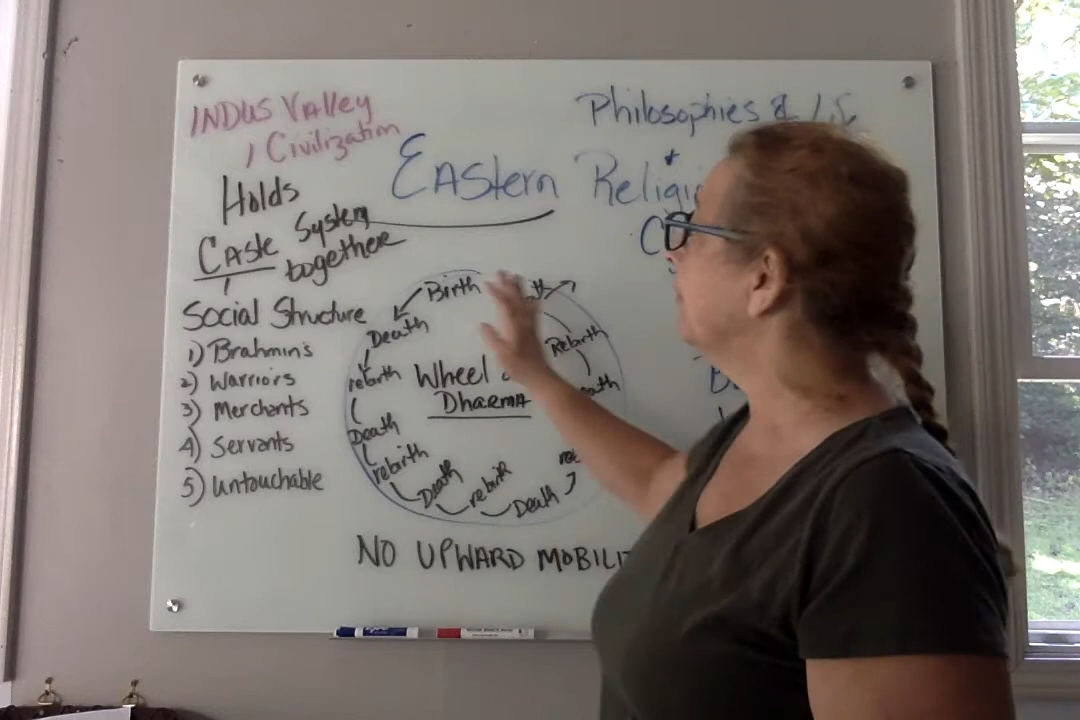 INDUS Valley
Civilization
Philosophies &
Eastern
Holds
Caste System
together
Social Structure
1) Brahmin's
2) Warriors
3) Merchants
4) Servants
5) Untouchable
Birth
Death
rebirth
Death
rebirth
Death
rebirth
Death
Rebirth
Wheel
Dharma
NO UPWARD